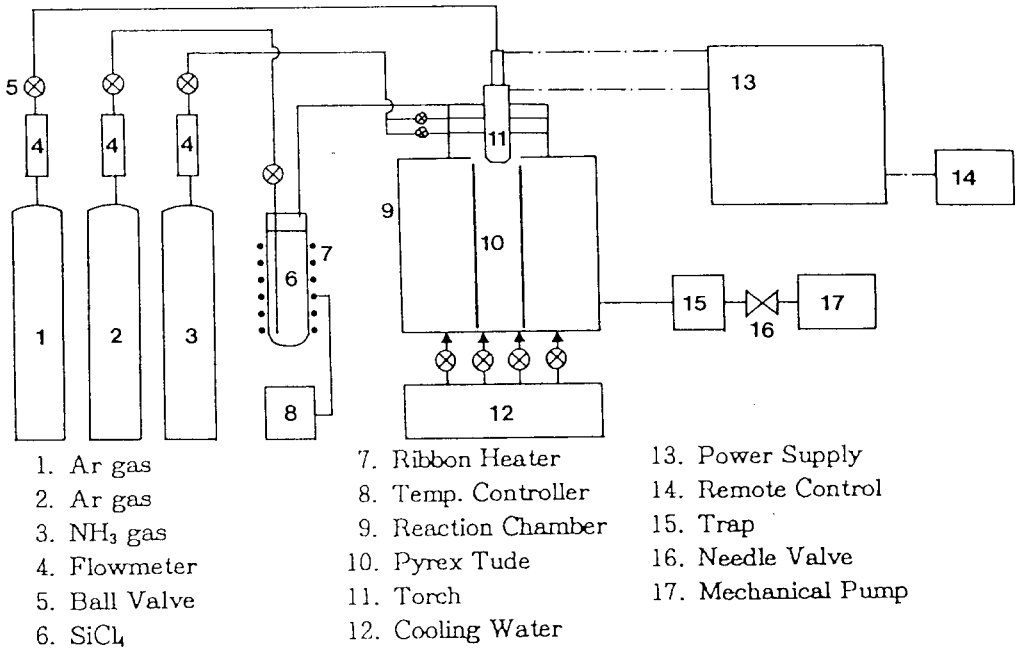 5
4
4
4
13
11
14
9
7
10
6
15
17
1
2
3
16
8
12
1. Ar gas
2. Ar gas
3. NH₃ gas
4. Flowmeter
5. Ball Valve
6. SiCl₄
7. Ribbon Heater
8. Temp. Controller
9. Reaction Chamber
10. Pyrex Tude
11. Torch
12. Cooling Water
13. Power Supply
14. Remote Control
15. Trap
16. Needle Valve
17. Mechanical Pump